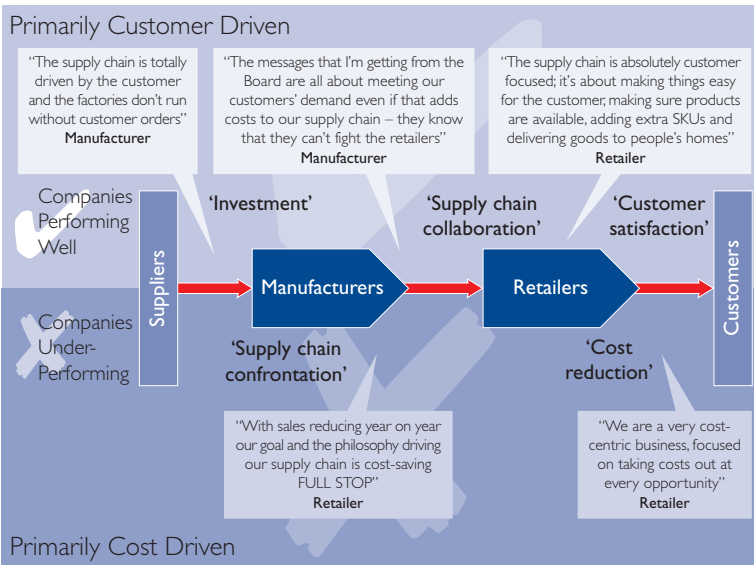 Primarily Customer Driven
“The supply chain is totally
driven by the customer
and the factories don’t run
without customer orders”
Manufacturer
“The messages that I’m getting from the
Board are all about meeting our
customers’ demand even if that adds
costs to our supply chain – they know
that they can’t fight the retailers”
Manufacturer
“The supply chain is absolutely customer
focused; it’s about making things easy
for the customer, making sure products
are available, adding extra SKUs and
delivering goods to people’s homes”
Retailer
Companies
Performing
Well
‘Investment’
‘Supply chain
collaboration’
‘Customer
satisfaction’
Suppliers
Manufacturers
Retailers
Customers
Companies
Under-
Performing
‘Supply chain
confrontation’
‘Cost
reduction’
“With sales reducing year on year
our goal and the philosophy driving
our supply chain is cost-saving
FULL STOP”
Retailer
“We are a very cost-
centric business, focused
on taking costs out at
every opportunity”
Retailer
Primarily Cost Driven